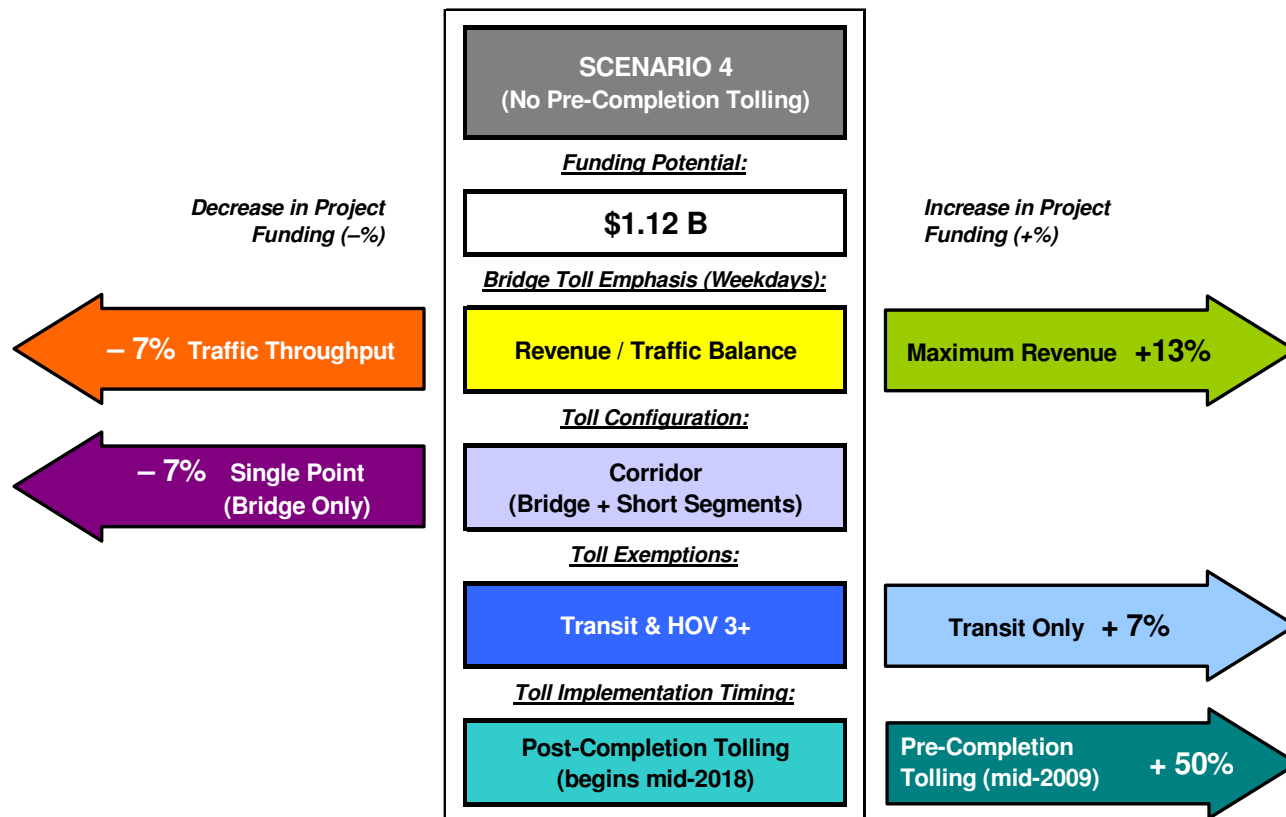 SCENARIO 4
(No Pre-Completion Tolling)
Funding Potential:
Decrease in Project
Funding (–%)
$1.12 B
Increase in Project
Funding (+%)
Bridge Toll Emphasis (Weekdays):
– 7% Traffic Throughput
Revenue / Traffic Balance
Maximum Revenue +13%
Toll Configuration:
– 7% Single Point
(Bridge Only)
Corridor
(Bridge + Short Segments)
Toll Exemptions:
Transit & HOV 3+
Transit Only + 7%
Toll Implementation Timing:
Post-Completion Tolling
(begins mid-2018)
Pre-Completion
Tolling (mid-2009) + 50%